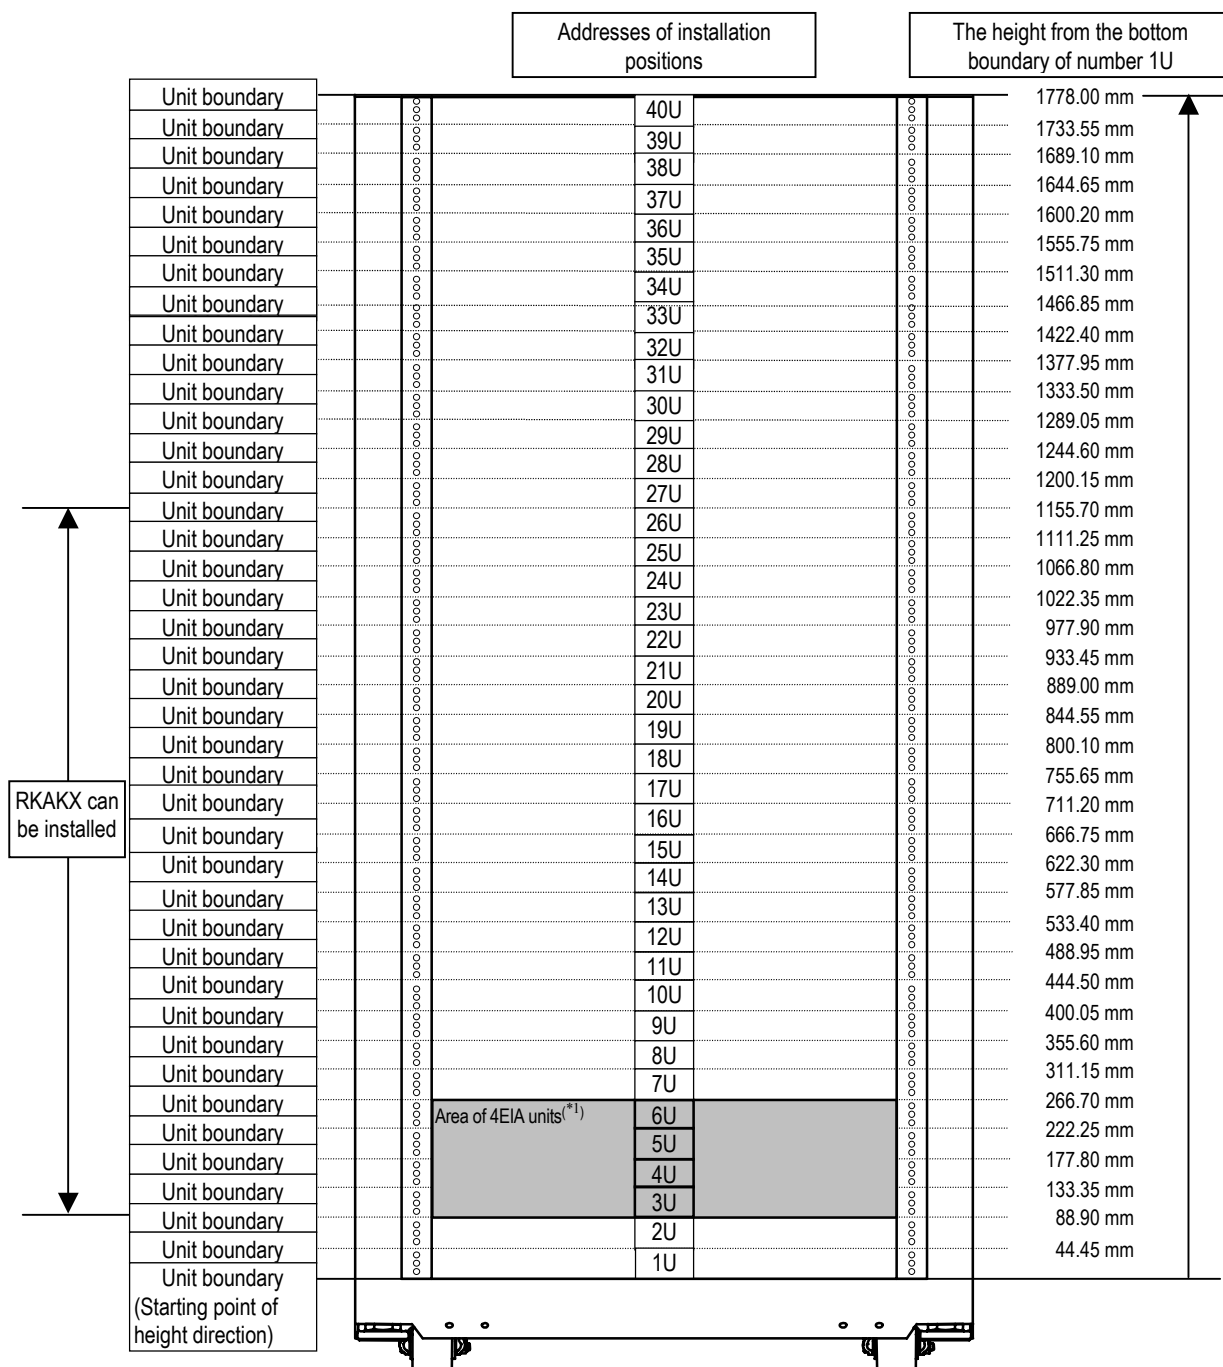 Addresses of installation
positions
The height from the bottom
boundary of number 1U
Unit boundary 40U 1778.00 mm
Unit boundary 39U 1733.55 mm
Unit boundary 38U 1689.10 mm
Unit boundary 37U 1644.65 mm
Unit boundary 36U 1600.20 mm
Unit boundary 35U 1555.75 mm
Unit boundary 34U 1511.30 mm
Unit boundary 33U 1466.85 mm
Unit boundary 32U 1422.40 mm
Unit boundary 31U 1377.95 mm
Unit boundary 30U 1333.50 mm
Unit boundary 29U 1289.05 mm
Unit boundary 28U 1244.60 mm
Unit boundary 27U 1200.15 mm
Unit boundary 26U 1155.70 mm
Unit boundary 25U 1111.25 mm
Unit boundary 24U 1066.80 mm
Unit boundary 23U 1022.35 mm
Unit boundary 22U 977.90 mm
Unit boundary 21U 933.45 mm
Unit boundary 20U 889.00 mm
Unit boundary 19U 844.55 mm
Unit boundary 18U 800.10 mm
Unit boundary 17U 755.65 mm
Unit boundary 16U 711.20 mm
Unit boundary 15U 666.75 mm
Unit boundary 14U 622.30 mm
Unit boundary 13U 577.85 mm
Unit boundary 12U 533.40 mm
Unit boundary 11U 488.95 mm
Unit boundary 10U 444.50 mm
Unit boundary 9U 400.05 mm
Unit boundary 8U 355.60 mm
Unit boundary 7U 311.15 mm
Unit boundary Area of 4EIA units(*1) 6U 266.70 mm
Unit boundary 5U 222.25 mm
Unit boundary 4U 177.80 mm
Unit boundary 3U 133.35 mm
Unit boundary 2U 88.90 mm
Unit boundary 1U 44.45 mm
Unit boundary
(Starting point of
height direction)
RKAKX can
be installed